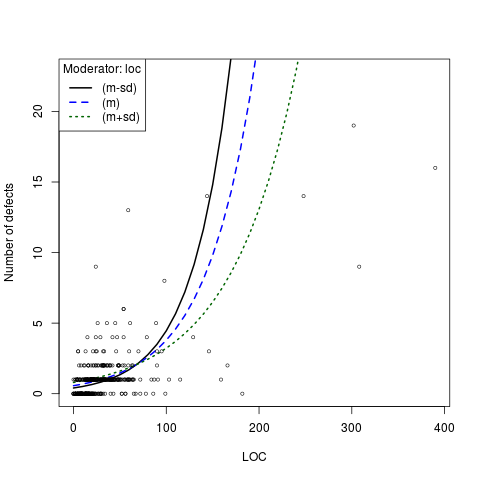 Moderator: loc
(m-sd)
(m)
(m+sd)
Number of defects
20
15
10
5
0
0 100 200 300 400
LOC